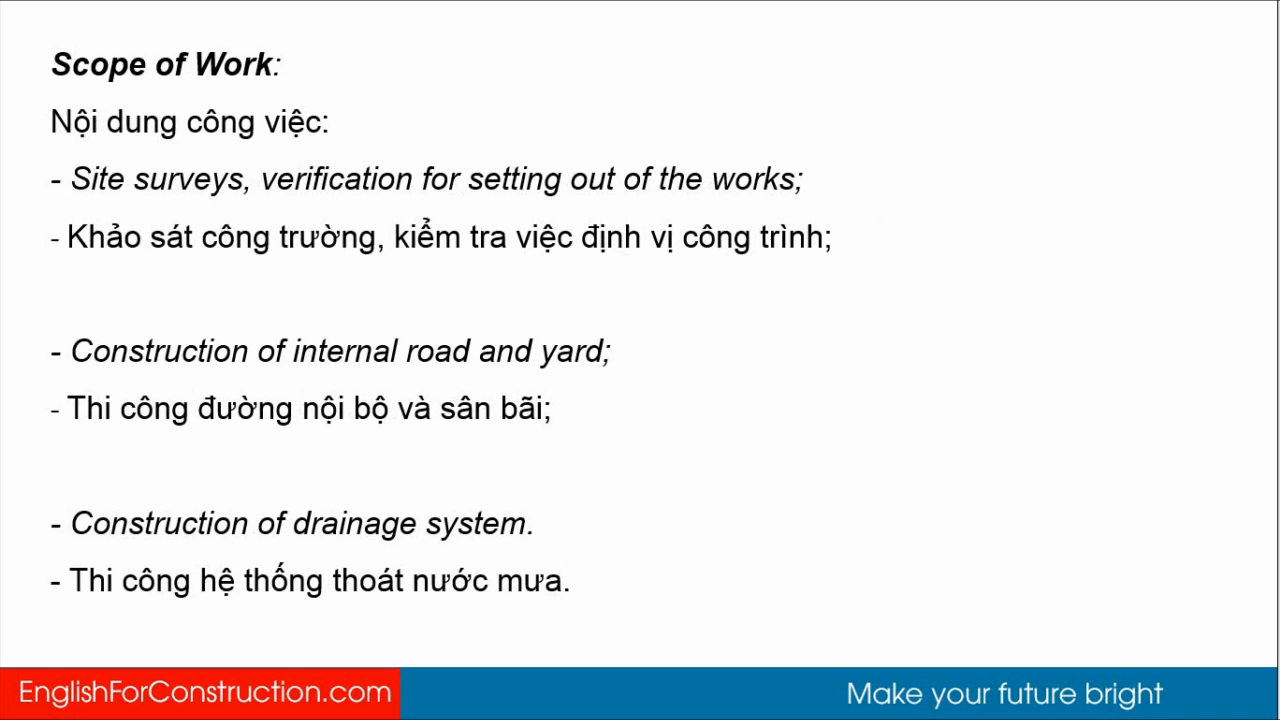 Scope of Work:
Nội dung công việc:
- Site surveys, verification for setting out of the works;
- Khảo sát công trường, kiểm tra việc định vị công trình;
- Construction of internal road and yard;
- Thi công đường nội bộ và sân bãi;
- Construction of drainage system.
- Thi công hệ thống thoát nước mưa.
EnglishForConstruction.com
Make your future bright